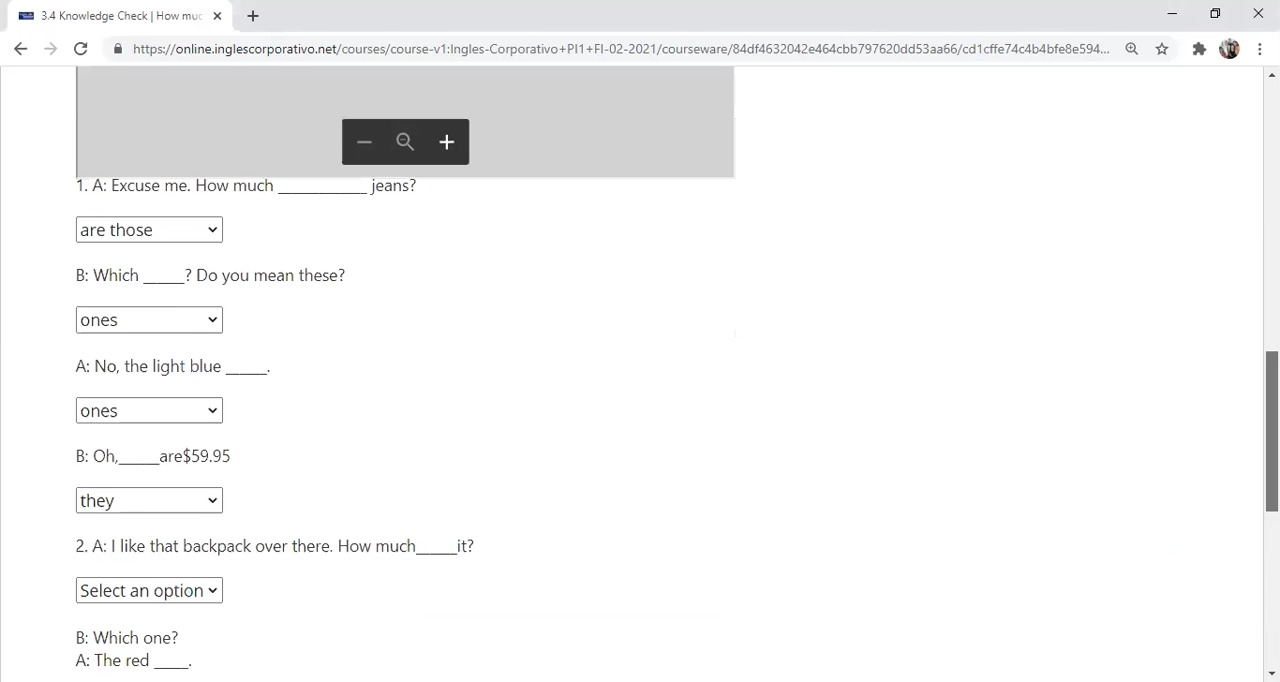 3.4 Knowledge Check | How muc
https://online.inglescorporativo.net/courses/course-v1:Ingles-Corporativo+PI1+FI-02-2021/courseware/84df4632042e464cbb797620dd53aa66/cd1cffe74c4b4bfe8e594...
1. A: Excuse me. How much ____________ jeans?
are those
B: Which _____? Do you mean these?
ones
A: No, the light blue _____.
ones
B: Oh,_____are$59.95
they
2. A: I like that backpack over there. How much_____it?
Select an option
B: Which one?
A: The red ____.